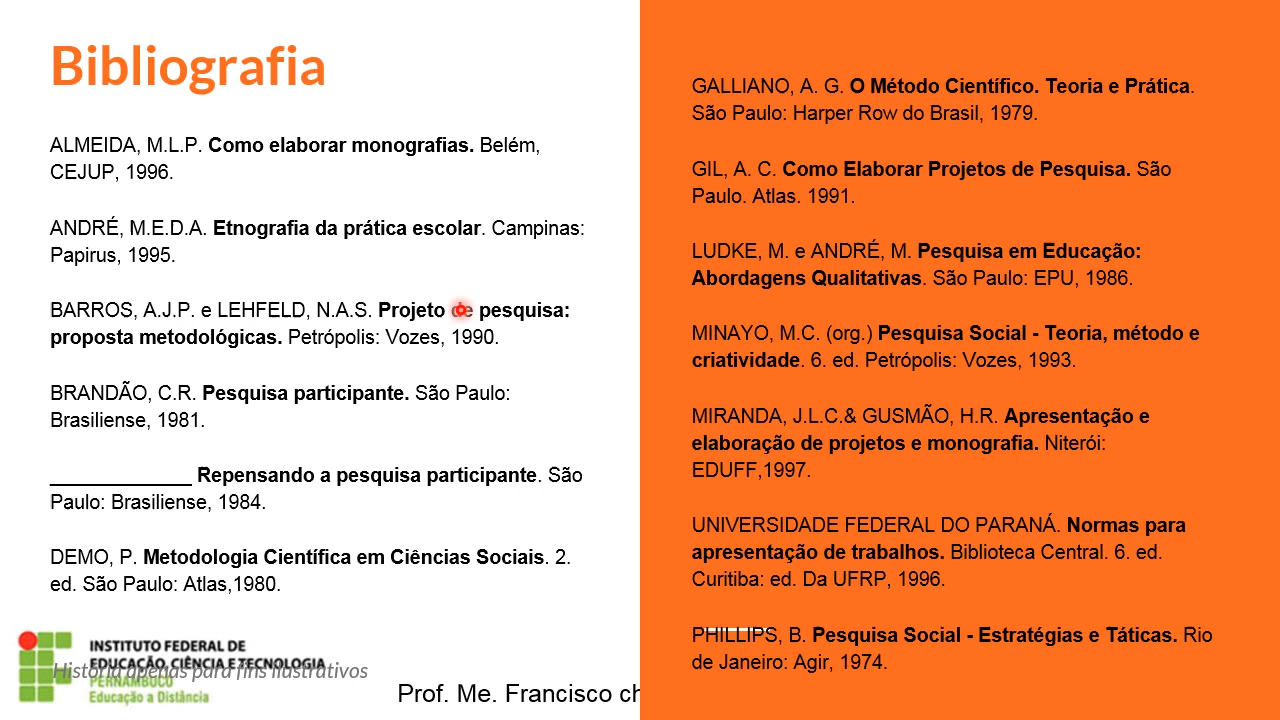 Bibliografia
ALMEIDA, M.L.P. Como elaborar monografias. Belém,
CEJUP, 1996.
ANDRÉ, M.E.D.A. Etnografia da prática escolar. Campinas:
Papirus, 1995.
BARROS, A.J.P. e LEHFELD, N.A.S. Projeto de pesquisa:
proposta metodológicas. Petrópolis: Vozes, 1990.
BRANDÃO, C.R. Pesquisa participante. São Paulo:
Brasiliense, 1981.
_____________ Repensando a pesquisa participante. São
Paulo: Brasiliense, 1984.
DEMO, P. Metodologia Científica em Ciências Sociais. 2.
ed. São Paulo: Atlas,1980.
INSTITUTO FEDERAL DE
EDUCAÇÃO, CIÊNCIA E TECNOLOGIA
PERNAMBUCO
Educação a Distância
História apenas para fins ilustrativos
Prof. Me. Francisco ch
GALLIANO, A. G. O Método Científico. Teoria e Prática.
São Paulo: Harper Row do Brasil, 1979.
GIL, A. C. Como Elaborar Projetos de Pesquisa. São
Paulo. Atlas. 1991.
LUDKE, M. e ANDRÉ, M. Pesquisa em Educação:
Abordagens Qualitativas. São Paulo: EPU, 1986.
MINAYO, M.C. (org.) Pesquisa Social - Teoria, método e
criatividade. 6. ed. Petrópolis: Vozes, 1993.
MIRANDA, J.L.C.& GUSMÃO, H.R. Apresentação e
elaboração de projetos e monografia. Niterói:
EDUFF,1997.
UNIVERSIDADE FEDERAL DO PARANÁ. Normas para
apresentação de trabalhos. Biblioteca Central. 6. ed.
Curitiba: ed. Da UFRP, 1996.
PHILLIPS, B. Pesquisa Social - Estratégias e Táticas. Rio
de Janeiro: Agir, 1974.